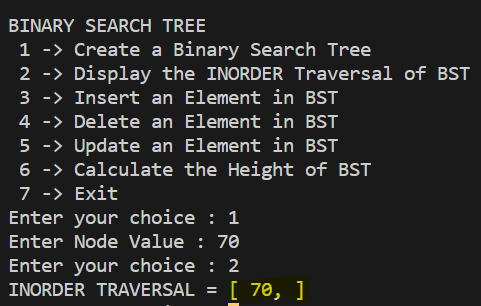 BINARY SEARCH TREE
1 -> Create a Binary Search Tree
2 -> Display the INORDER Traversal of BST
3 -> Insert an Element in BST
4 -> Delete an Element in BST
5 -> Update an Element in BST
6 -> Calculate the Height of BST
7 -> Exit
Enter your choice : 1
Enter Node Value : 70
Enter your choice : 2
INORDER TRAVERSAL = [ 70, ]